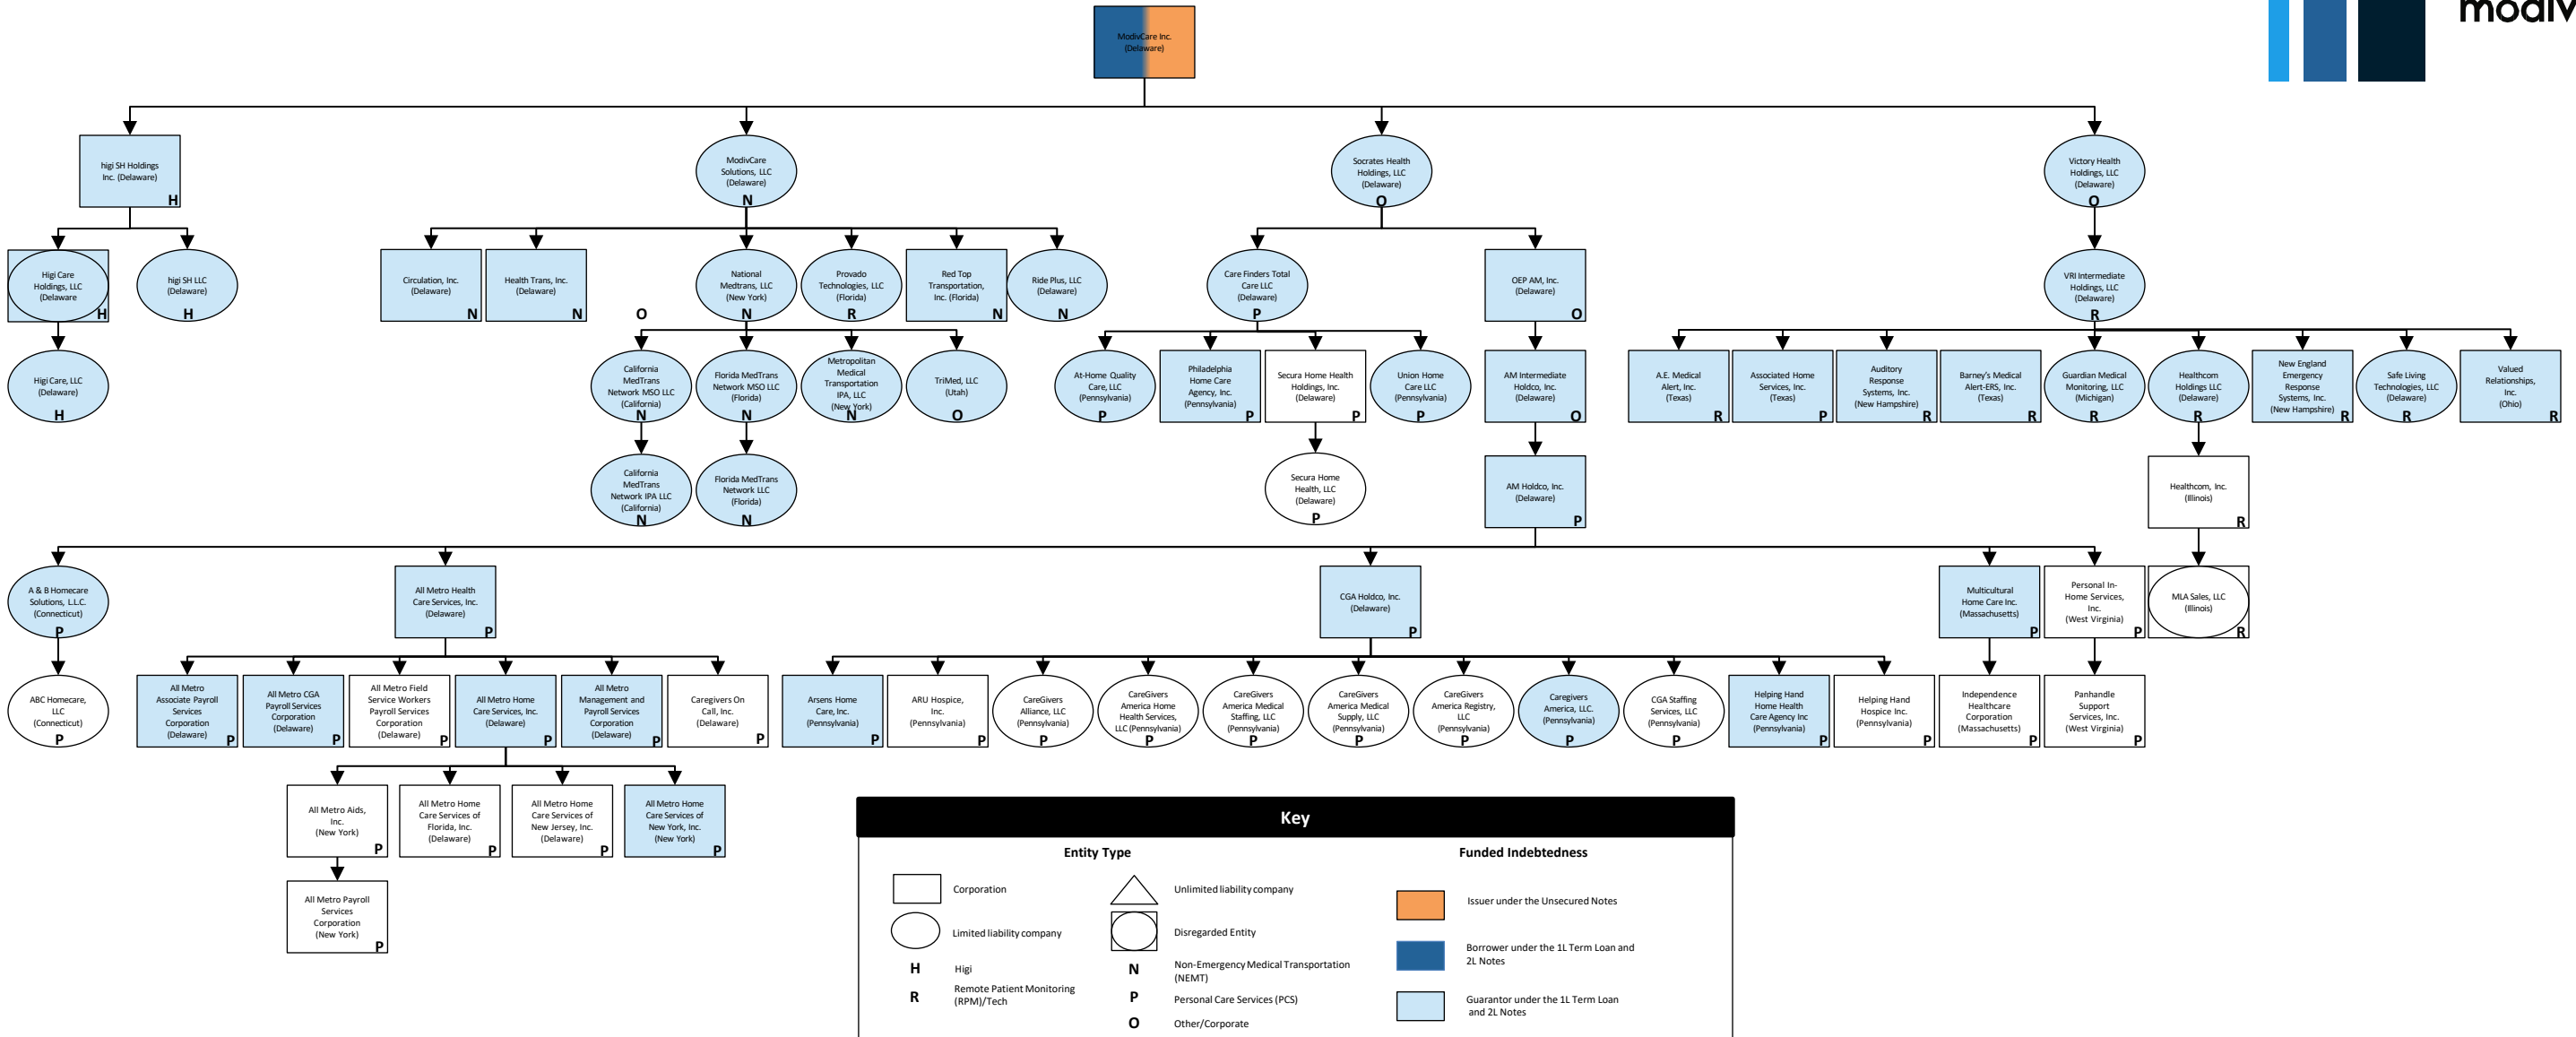 modiv
ModivCare Inc.
(Delaware)
higi SH Holdings
Inc. (Delaware)
H
ModivCare
Solutions, LLC
(Delaware)
N
Socrates Health
Holdings, LLC
(Delaware)
O
Victory Health
Holdings, LLC
(Delaware)
O
Higi Care
Holdings, LLC
(Delaware
H
higi SH LLC
(Delaware)
H
Circulation, Inc.
(Delaware)
N
Health Trans, Inc.
(Delaware)
N
National
Medtrans, LLC
(New York)
N
Provado
Technologies, LLC
(Florida)
R
Red Top
Transportation,
Inc. (Florida)
N
Ride Plus, LLC
(Delaware)
N
Care Finders Total
Care LLC
(Delaware)
P
OEP AM, Inc.
(Delaware)
O
VRI Intermediate
Holdings, LLC
(Delaware)
R
O
Higi Care, LLC
(Delaware)
H
California
MedTrans
Network MSO LLC
(California)
N
Florida MedTrans
Network MSO LLC
(Florida)
N
Metropolitan
Medical
Transportation
IPA, LLC
(New York)
N
TriMed, LLC
(Utah)
O
At-Home Quality
Care, LLC
(Pennsylvania)
P
Philadelphia
Home Care
Agency, Inc.
(Pennsylvania)
P
Secura Home Health
Holdings, Inc.
(Delaware)
P
Union Home
Care LLC
(Pennsylvania)
P
AM Intermediate
Holdco, Inc.
(Delaware)
O
A.E. Medical
Alert, Inc.
(Texas)
R
Associated Home
Services, Inc.
(Texas)
P
Auditory
Response
Systems, Inc.
(New Hampshire)
R
Barney's Medical
Alert-ERS, Inc.
(Texas)
R
Guardian Medical
Monitoring, LLC
(Michigan)
R
Healthcom
Holdings LLC
(Delaware)
R
New England
Emergency
Response
Systems, Inc.
(New Hampshire)
R
Safe Living
Technologies, LLC
(Delaware)
R
Valued
Relationships,
Inc.
(Ohio)
R
California
MedTrans
Network IPA LLC
(California)
N
Florida MedTrans
Network LLC
(Florida)
N
Secura Home
Health, LLC
(Delaware)
P
AM Holdco, Inc.
(Delaware)
P
Healthcom, Inc.
(Illinois)
R
A & B Homecare
Solutions, L.L.C.
(Connecticut)
P
All Metro Health
Care Services, Inc.
(Delaware)
P
CGA Holdco, Inc.
(Delaware)
P
Multicultural
Home Care Inc.
(Massachusetts)
P
Personal In-
Home Services,
Inc.
(West Virginia)
P
MLA Sales, LLC
(Illinois)
R
ABC Homecare,
LLC
(Connecticut)
P
All Metro
Associate Payroll
Services
Corporation
(Delaware)
P
All Metro CGA
Payroll Services
Corporation
(Delaware)
P
All Metro Field
Service Workers
Payroll Services
Corporation
(Delaware)
P
All Metro Home
Care Services, Inc.
(Delaware)
P
All Metro
Management and
Payroll Services
Corporation
(Delaware)
P
Caregivers On
Call, Inc.
(Delaware)
P
Arsens Home
Care, Inc.
(Pennsylvania)
P
ARU Hospice,
Inc.
(Pennsylvania)
P
CareGivers
Alliance, LLC
(Pennsylvania)
P
CareGivers
America Home
Health Services,
LLC (Pennsylvania)
P
CareGivers
America Medical
Staffing, LLC
(Pennsylvania)
P
CareGivers
America Medical
Supply, LLC
(Pennsylvania)
P
CareGivers
America Registry,
LLC
(Pennsylvania)
P
Caregivers
America, LLC.
(Pennsylvania)
P
CGA Staffing
Services, LLC
(Pennsylvania)
P
Helping Hand
Home Health
Care Agency Inc
(Pennsylvania)
P
Helping Hand
Hospice Inc.
(Pennsylvania)
P
Independence
Healthcare
Corporation
(Massachusetts)
P
Panhandle
Support
Services, Inc.
(West Virginia)
P
All Metro Aids,
Inc.
(New York)
P
All Metro Home
Care Services of
Florida, Inc.
(Delaware)
P
All Metro Home
Care Services of
New Jersey, Inc.
(Delaware)
P
All Metro Home
Care Services of
New York, Inc.
(New York)
P
All Metro Payroll
Services
Corporation
(New York)
P
Key
Entity Type
Funded Indebtedness
Corporation
Unlimited liability company
Issuer under the Unsecured Notes
Limited liability company
Disregarded Entity
Borrower under the 1L Term Loan and
2L Notes
H Higi
N Non-Emergency Medical Transportation
(NEMT)
R Remote Patient Monitoring
(RPM)/Tech
P Personal Care Services (PCS)
Guarantor under the 1L Term Loan
and 2L Notes
O Other/Corporate